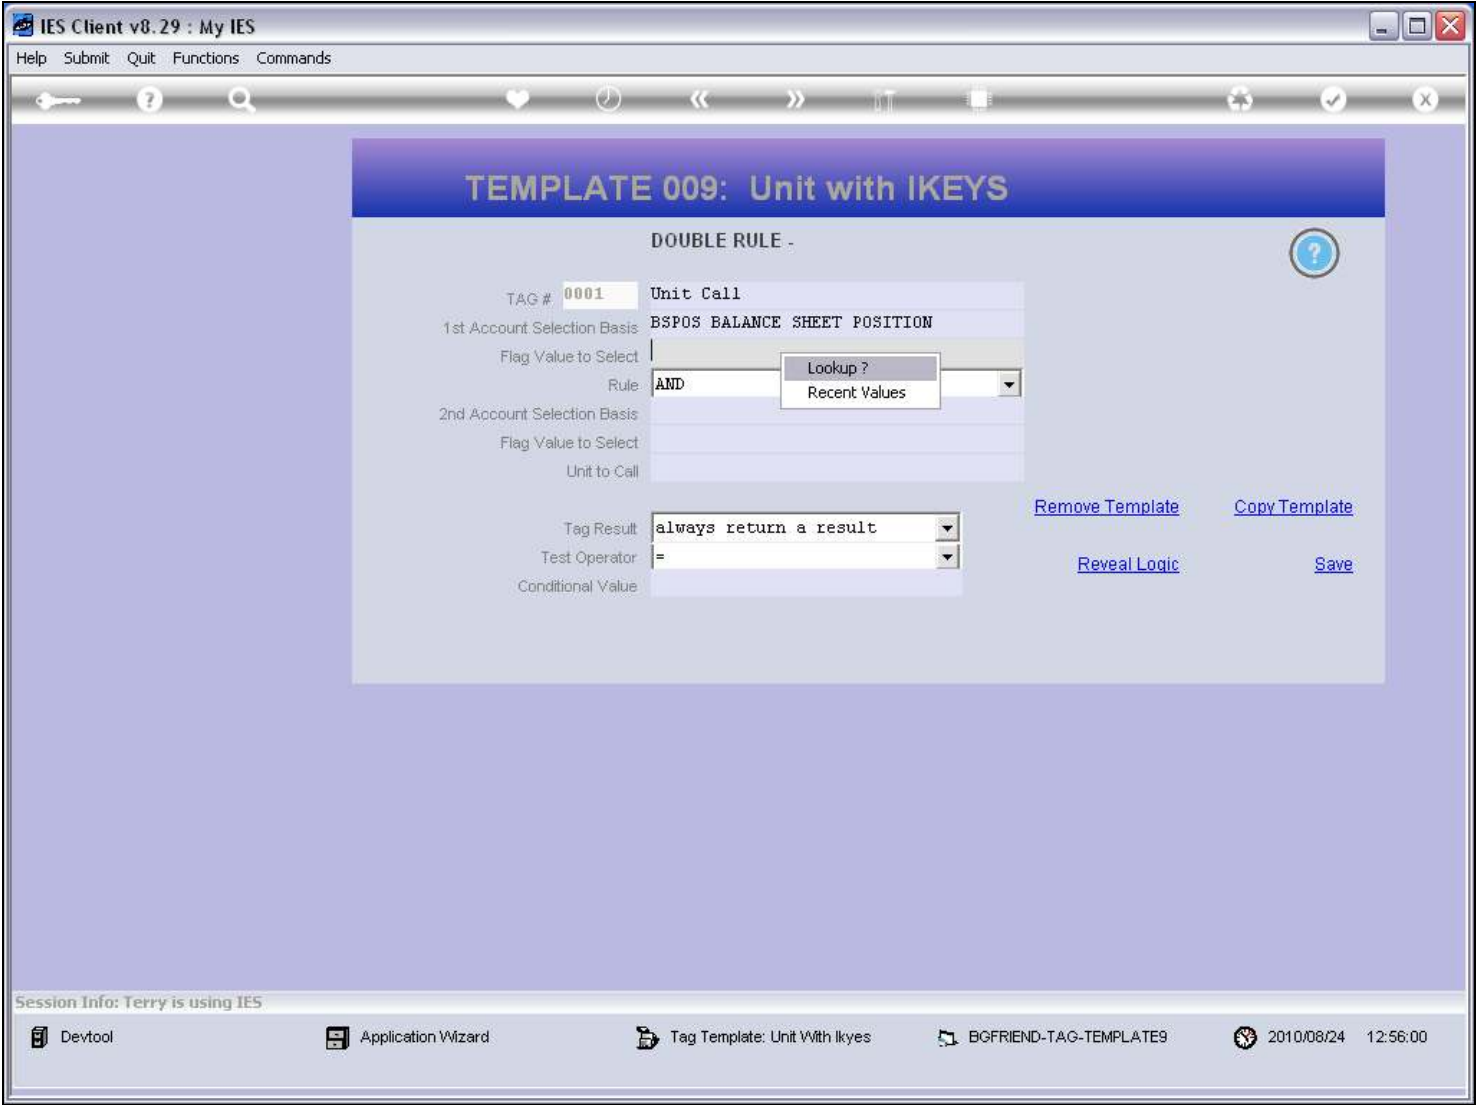 IES Client v8.29 : My IES
Help Submit Quit Functions Commands
TEMPLATE 009: Unit with IKEYS
DOUBLE RULE -
TAG # 0001 Unit Call
1st Account Selection Basis BSPOS BALANCE SHEET POSITION
Flag Value to Select
Lookup ?
Rule AND
Recent Values
2nd Account Selection Basis
Flag Value to Select
Unit to Call
Remove Template Copy Template
Tag Result always return a result
Test Operator =
Reveal Logic Save
Conditional Value
Session Info: Terry is using IES
Devtool Application Wizard Tag Template: Unit With Ikyes BGFRIEND-TAG-TEMPLATE9 2010/08/24 12:56:00